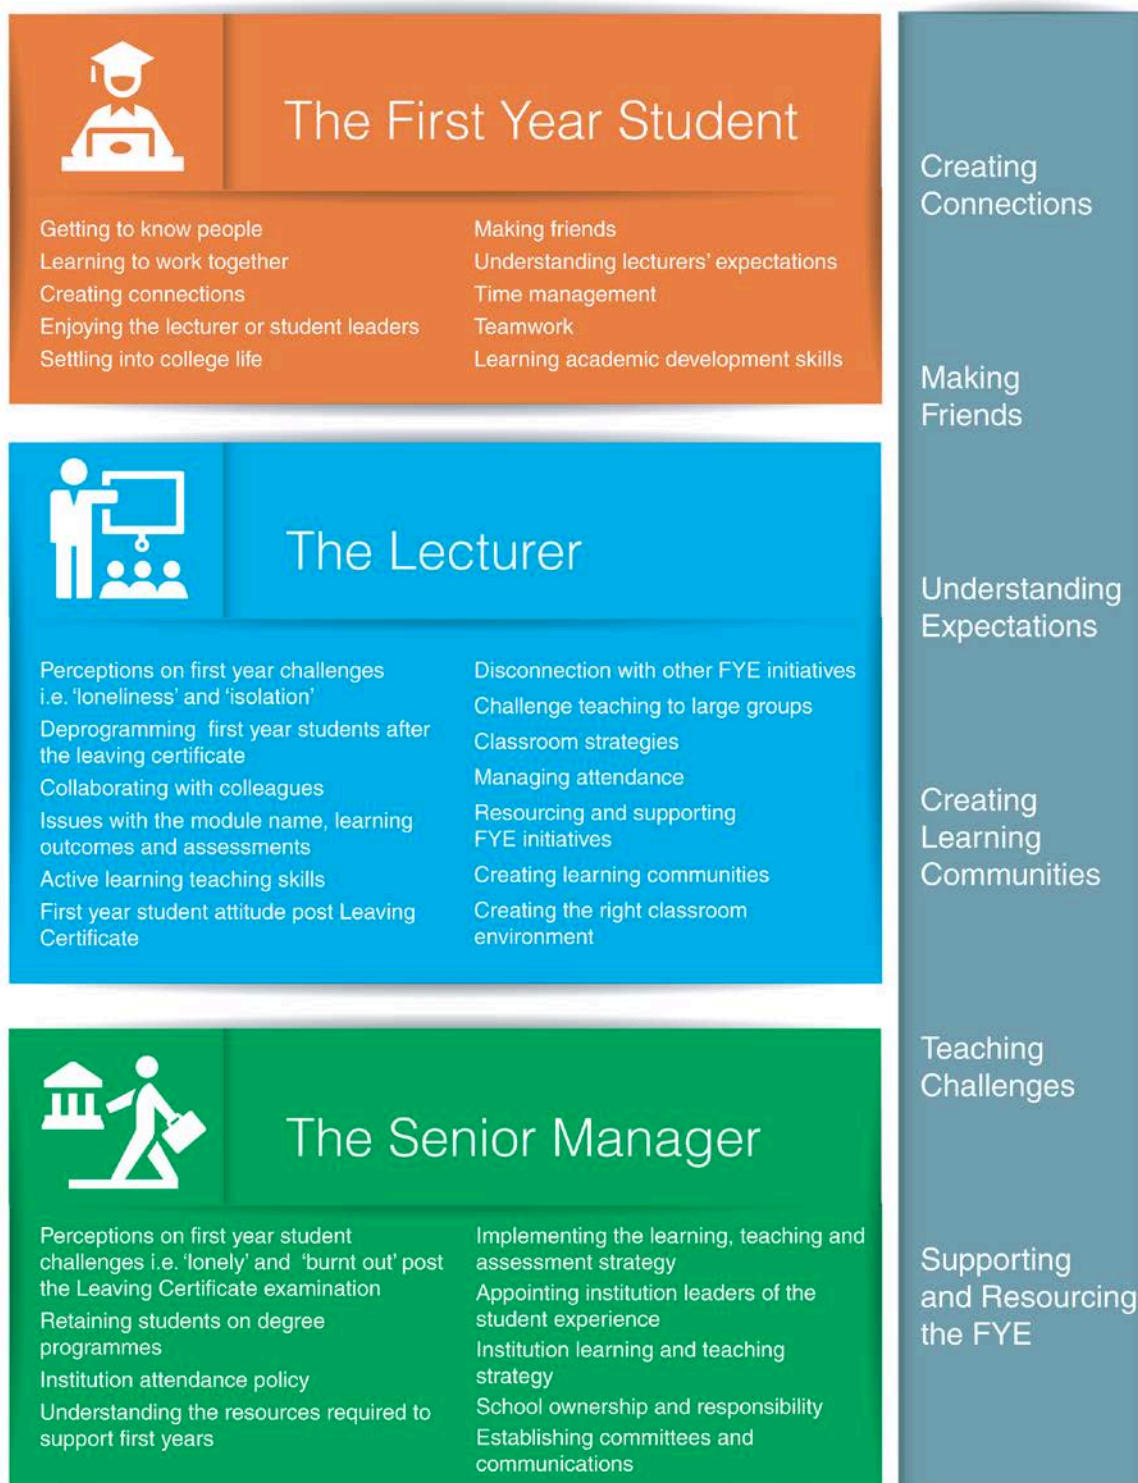 The First Year Student
Getting to know people
Learning to work together
Creating connections
Enjoying the lecturer or student leaders
Settling into college life
Making friends
Understanding lecturers' expectations
Time management
Teamwork
Learning academic development skills
The Lecturer
Perceptions on first year challenges
i.e. 'loneliness' and 'isolation'
Deprogramming first year students after
the leaving certificate
Collaborating with colleagues
Issues with the module name, learning
outcomes and assessments
Active learning teaching skills
First year student attitude post Leaving
Certificate
Disconnection with other FYE initiatives
Challenge teaching to large groups
Classroom strategies
Managing attendance
Resourcing and supporting
FYE initiatives
Creating learning communities
Creating the right classroom
environment
The Senior Manager
Perceptions on first year student
challenges i.e. 'lonely' and 'burnt out' post
the Leaving Certificate examination
Retaining students on degree
programmes
Institution attendance policy
Understanding the resources required to
support first years
Implementing the learning, teaching and
assessment strategy
Appointing institution leaders of the
student experience
Institution learning and teaching
strategy
School ownership and responsibility
Establishing committees and
communications
Creating
Connections
Making
Friends
Understanding
Expectations
Creating
Learning
Communities
Teaching
Challenges
Supporting
and Resourcing
the FYE